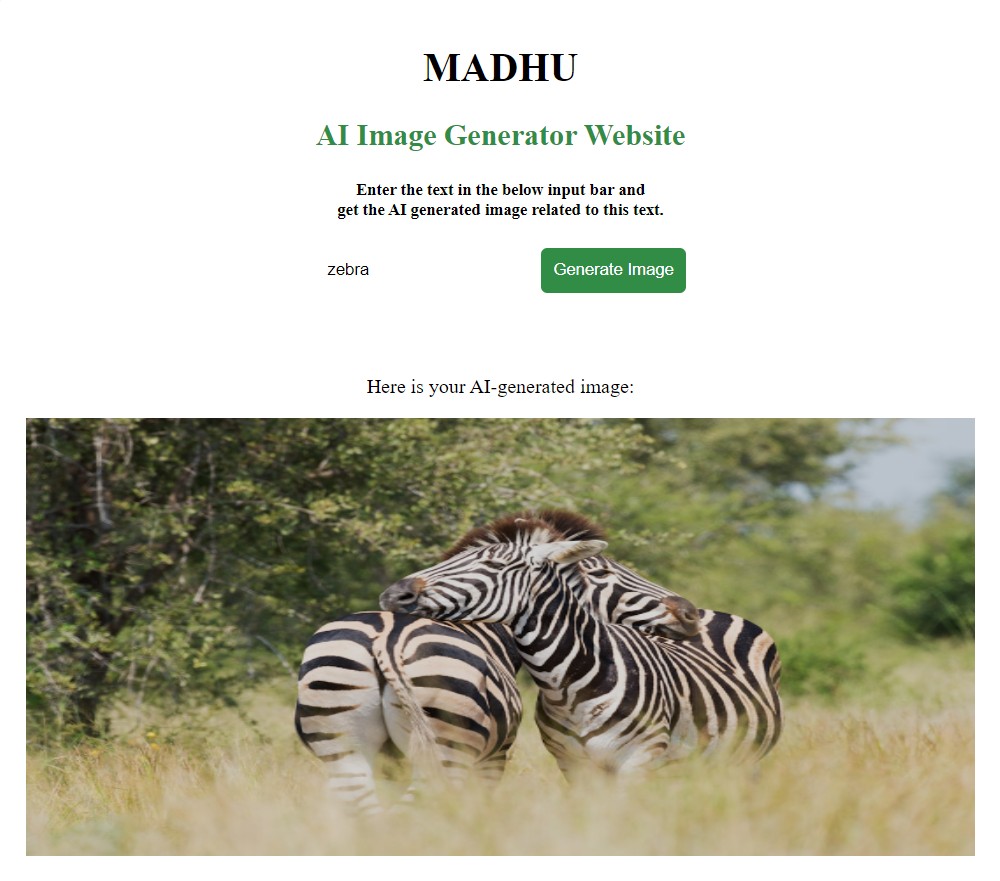 MADHU
AI Image Generator Website
Enter the text in the below input bar and
get the AI generated image related to this text.
zebra
Generate Image
Here is your AI-generated image: